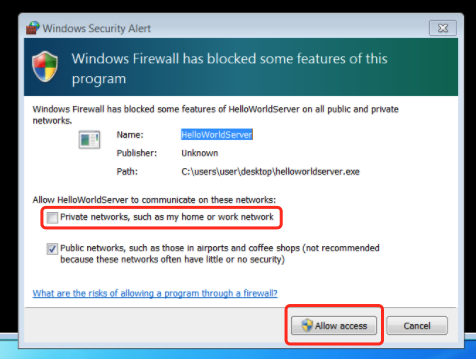 Windows Security Alert
Windows Firewall has blocked some features of this
program
Windows Firewall has blocked some features of HelloWorldServer on all public and private
networks.
Name: HelloWorldServer
Publisher: Unknown
Path: C:\users\user\desktop\helloworldserver.exe
Allow HelloWorldServer to communicate on these networks:
Private networks, such as my home or work network
Public networks, such as those in airports and coffee shops (not recommended
because these networks often have little or no security)
What are the risks of allowing a program through a firewall?
Allow access Cancel